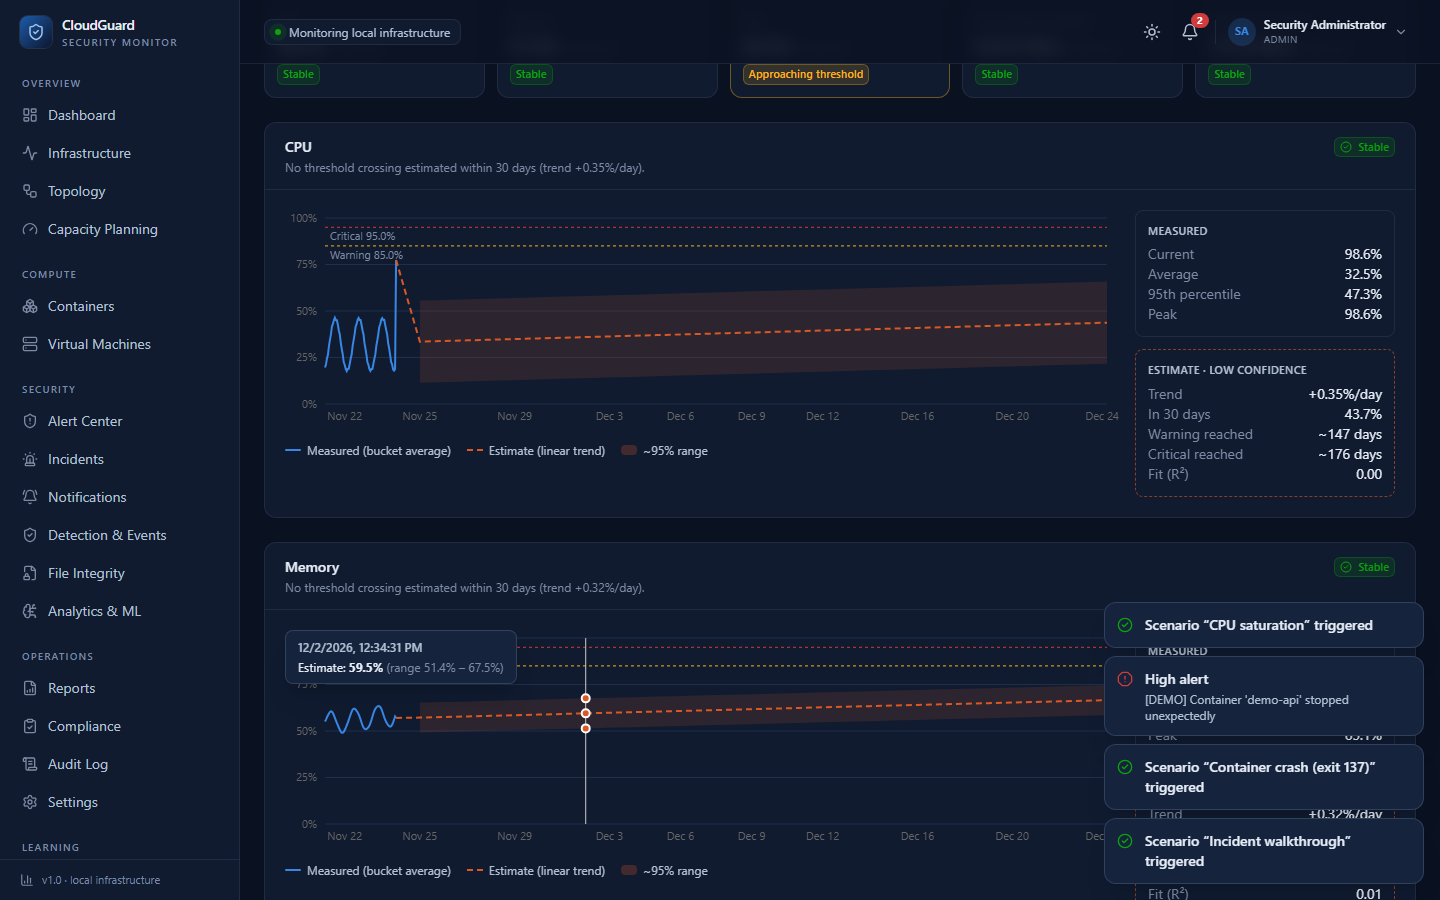 CloudGuard
SECURITY MONITOR
OVERVIEW
Dashboard
Infrastructure
Topology
Capacity Planning
COMPUTE
Containers
Virtual Machines
SECURITY
Alert Center
Incidents
Notifications
Detection & Events
File Integrity
Analytics & ML
OPERATIONS
Reports
Compliance
Audit Log
Settings
LEARNING
v1.0 · local infrastructure
Monitoring local infrastructure
2
SA
Security Administrator
ADMIN
Stable
Stable
Approaching threshold
Stable
Stable
CPU
No threshold crossing estimated within 30 days (trend +0.35%/day).
Stable
100%
75%
50%
25%
0%
Critical 95.0%
Warning 85.0%
Nov 22
Nov 25
Nov 29
Dec 3
Dec 6
Dec 9
Dec 12
Dec 16
Dec 20
Dec 24
Measured (bucket average)
Estimate (linear trend)
~95% range
MEASURED
Current 98.6%
Average 32.5%
95th percentile 47.3%
Peak 98.6%
ESTIMATE · LOW CONFIDENCE
Trend +0.35%/day
In 30 days 43.7%
Warning reached ~147 days
Critical reached ~176 days
Fit (R²) 0.00
Memory
No threshold crossing estimated within 30 days (trend +0.32%/day).
Stable
12/2/2026, 12:34:31 PM
Estimate: 59.5% (range 51.4% – 67.5%)
75%
50%
25%
0%
Nov 22
Nov 25
Nov 29
Dec 3
Dec 6
Dec 9
Dec 12
Dec 16
Dec 20
Dec
Measured (bucket average)
Estimate (linear trend)
~95% range
Scenario “CPU saturation” triggered
MEASURED
High alert
[DEMO] Container 'demo-api' stopped
unexpectedly
Peak
Scenario “Container crash (exit 137)”
triggered
Trend +0.32%/day
Scenario “Incident walkthrough”
triggered
Fit (R²) 0.01